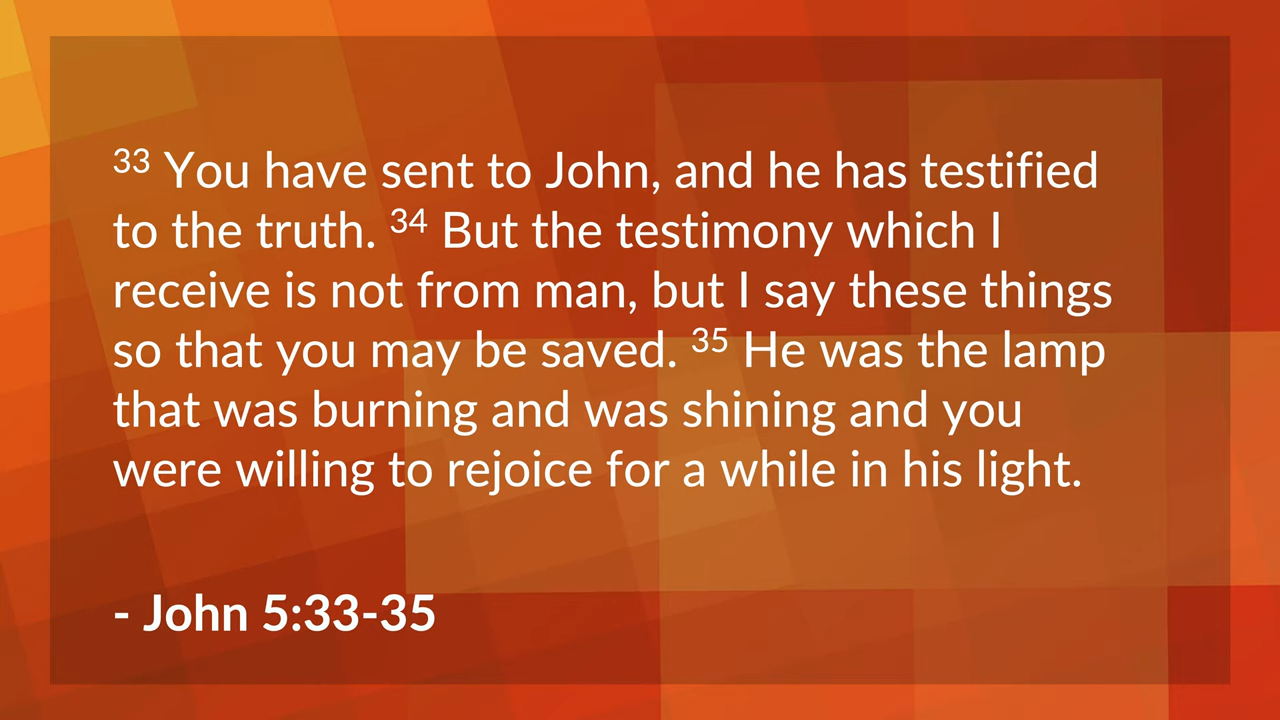 33 You have sent to John, and he has testified
to the truth. 34 But the testimony which I
receive is not from man, but I say these things
so that you may be saved. 35 He was the lamp
that was burning and was shining and you
were willing to rejoice for a while in his light.
- John 5:33-35